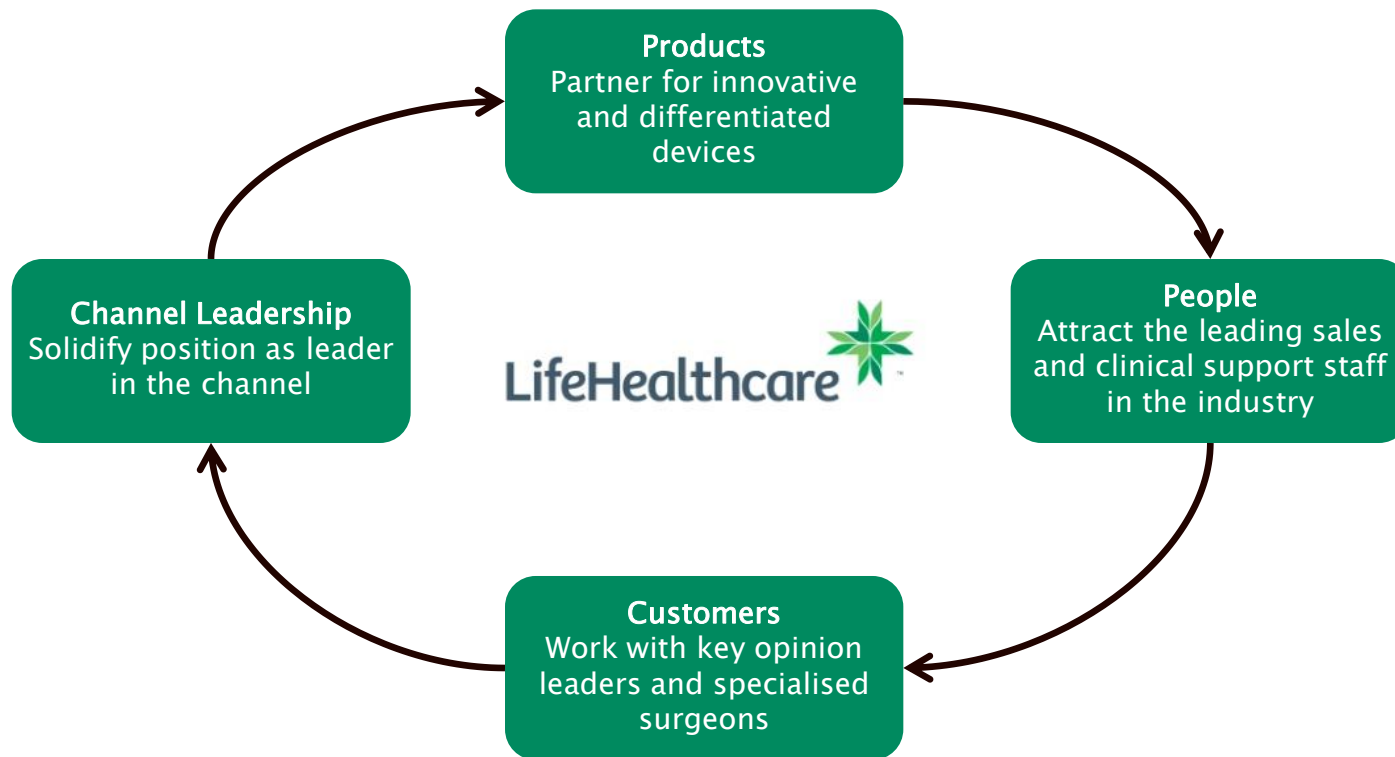 Products
Partner for innovative
and differentiated
devices
People
Attract the leading sales
and clinical support staff
in the industry
Customers
Work with key opinion
leaders and specialised
surgeons
Channel Leadership
Solidify position as leader
in the channel
LifeHealthcare
™